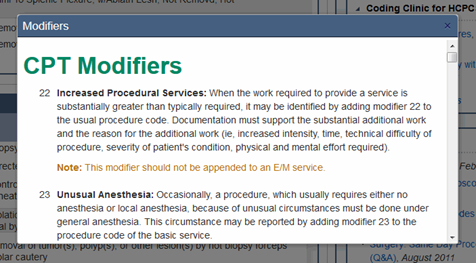 To Splenic Flexure, w/Ablatn Lesn, Not Rmovd, Hot
Coding Clinic for HCPC
Modifiers ×
CPT Modifiers
22 Increased Procedural Services: When the work required to provide a service is
substantially greater than typically required, it may be identified by adding modifier 22 to
the usual procedure code. Documentation must support the substantial additional work
and the reason for the additional work (ie, increased intensity, time, technical difficulty of
procedure, severity of patient's condition, physical and mental effort required).
Note: This modifier should not be appended to an E/M service.
23 Unusual Anesthesia: Occasionally, a procedure, which usually requires either no
anesthesia or local anesthesia, because of unusual circumstances must be done under
general anesthesia. This circumstance may be reported by adding modifier 23 to the
procedure code of the basic service.
removal of tumor(s), polyp(s), or other lesion(s) by hot biopsy forceps
polar cautery
Surgery: Same Day Proc
(Q&A), August 2011